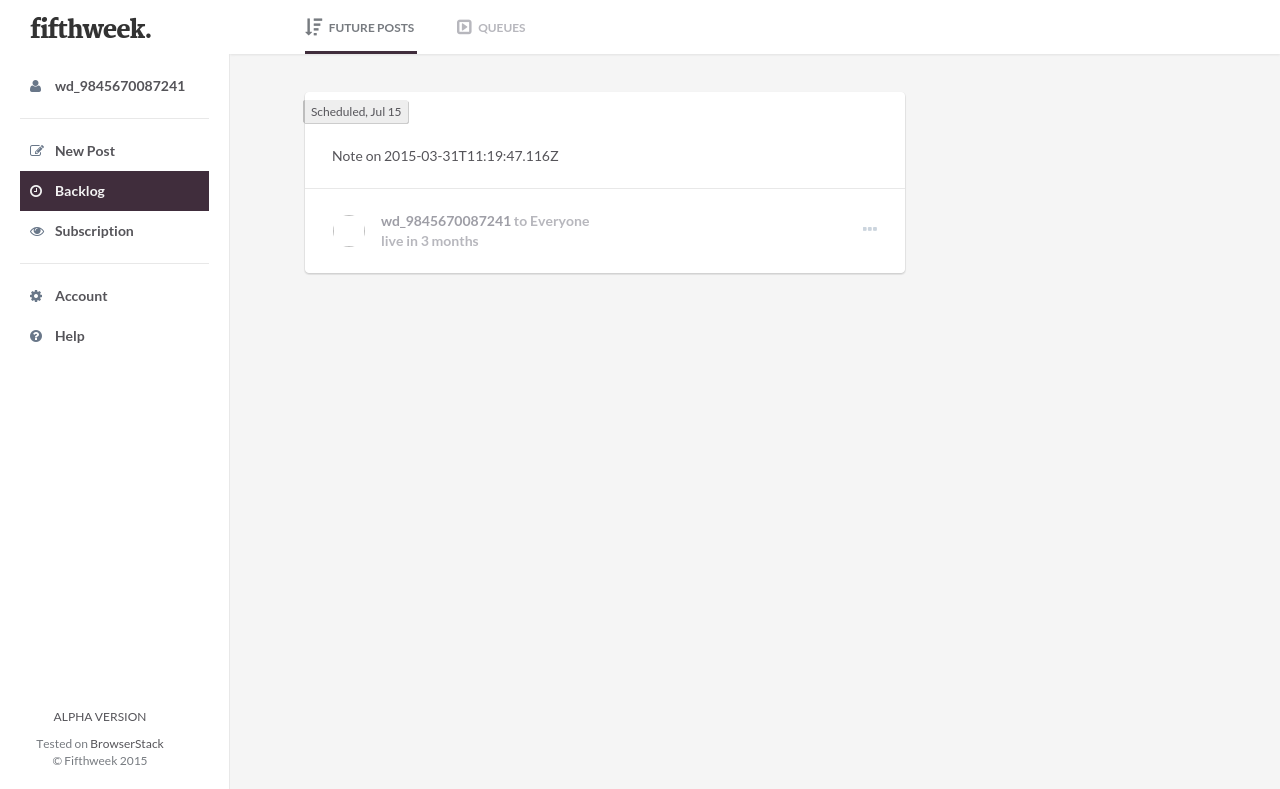 fifthweek.
FUTURE POSTS
QUEUES
wd_9845670087241
New Post
Backlog
Subscription
Account
Help
Scheduled, Jul 15
Note on 2015-03-31T11:19:47.116Z
wd_9845670087241 to Everyone
live in 3 months
ALPHA VERSION
Tested on BrowserStack
© Fifthweek 2015